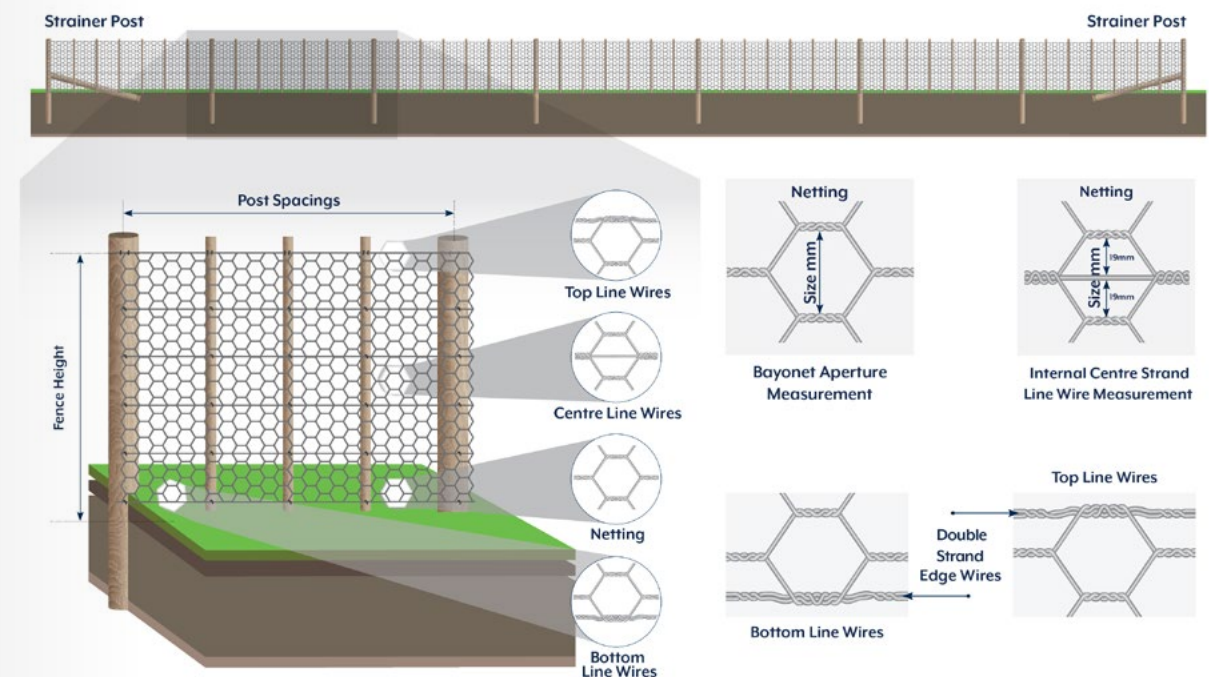 Strainer Post
Strainer Post
Post Spacings
Fence Height
Top Line Wires
Centre Line Wires
Netting
Bottom
Line Wires
Netting
Size mm
Bayonet Aperture
Measurement
Netting
Size mm
19mm
19mm
Internal Centre Strand
Line Wire Measurement
Top Line Wires
Double
Strand
Edge Wires
Bottom Line Wires